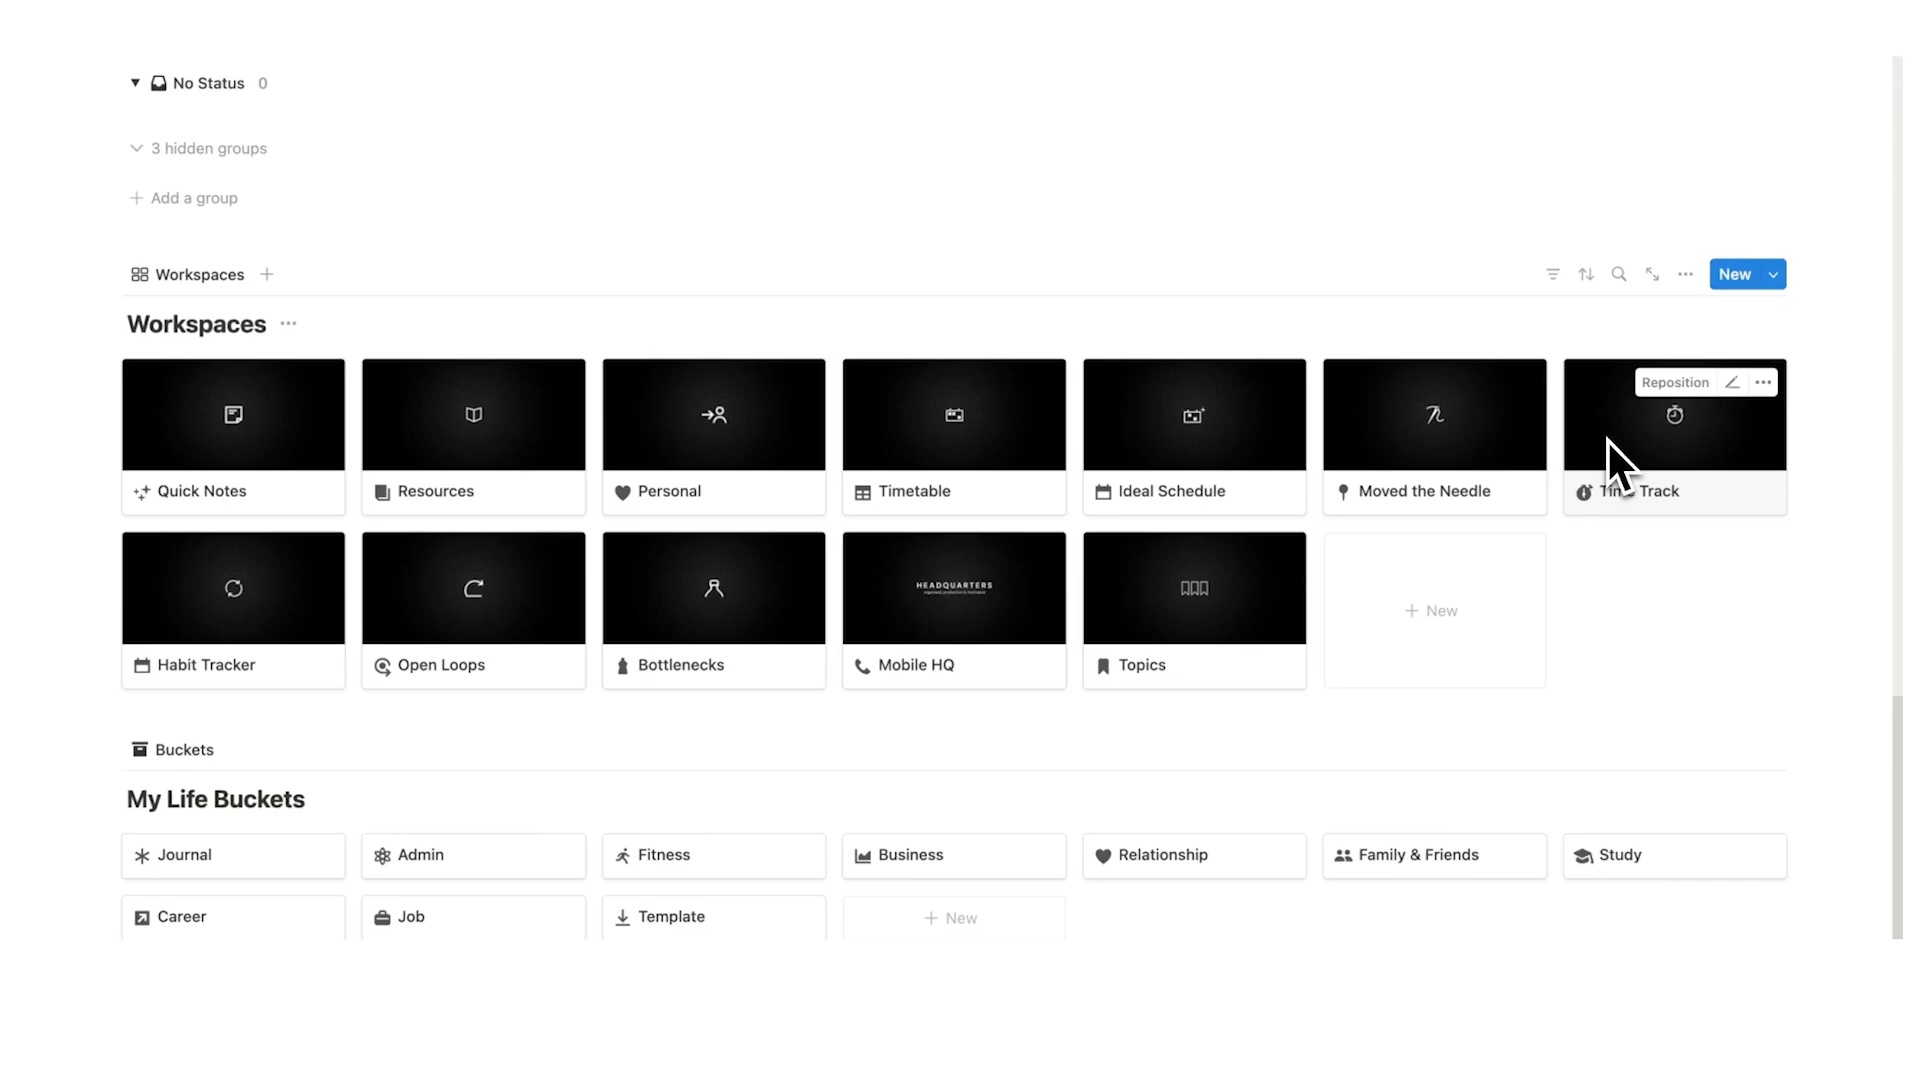 No Status 0
3 hidden groups
Add a group
Workspaces
New
Workspaces
Reposition
Quick Notes
Resources
Personal
Timetable
Ideal Schedule
Moved the Needle
Track
HEADQUARTERS
Habit Tracker
Open Loops
Bottlenecks
Mobile HQ
Topics
New
Buckets
My Life Buckets
Journal
Admin
Fitness
Business
Relationship
Family & Friends
Study
Career
Job
Template
New